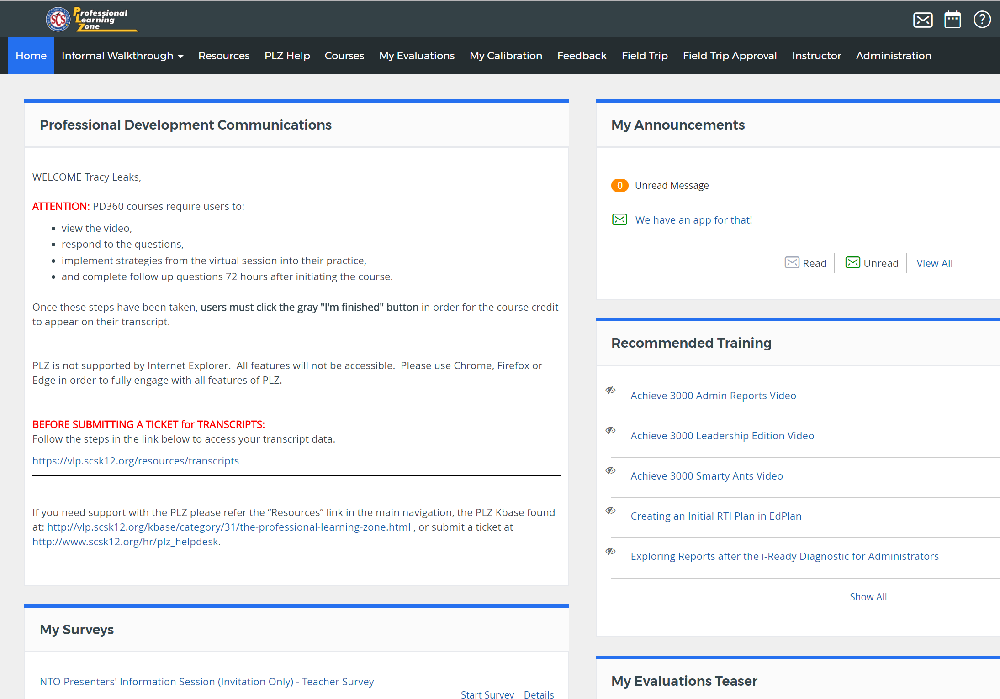 SHELBY COUNTY SCHOOLS
SCS
Professional
Learning
Zone
Home
Informal Walkthrough
Resources
PLZ Help
Courses
My Evaluations
My Calibration
Feedback
Field Trip
Field Trip Approval
Instructor
Administration
Professional Development Communications
WELCOME Tracy Leaks,
ATTENTION: PD360 courses require users to:
• view the video,
• respond to the questions,
• implement strategies from the virtual session into their practice,
• and complete follow up questions 72 hours after initiating the course.
Once these steps have been taken, users must click the gray "I'm finished" button in order for the course credit
to appear on their transcript.
PLZ is not supported by Internet Explorer.  All features will not be accessible.  Please use Chrome, Firefox or
Edge in order to fully engage with all features of PLZ.
BEFORE SUBMITTING A TICKET for TRANSCRIPTS:
Follow the steps in the link below to access your transcript data.
https://vlp.scsk12.org/resources/transcripts
If you need support with the PLZ please refer the “Resources” link in the main navigation, the PLZ Kbase found
at: http://vlp.scsk12.org/kbase/category/31/the-professional-learning-zone.html , or submit a ticket at
http://www.scsk12.org/hr/plz_helpdesk.
My Surveys
NTO Presenters' Information Session (Invitation Only) - Teacher Survey
Start Survey Details
My Announcements
0 Unread Message
We have an app for that!
Read Unread View All
Recommended Training
Achieve 3000 Admin Reports Video
Achieve 3000 Leadership Edition Video
Achieve 3000 Smarty Ants Video
Creating an Initial RTI Plan in EdPlan
Exploring Reports after the i-Ready Diagnostic for Administrators
Show All
My Evaluations Teaser